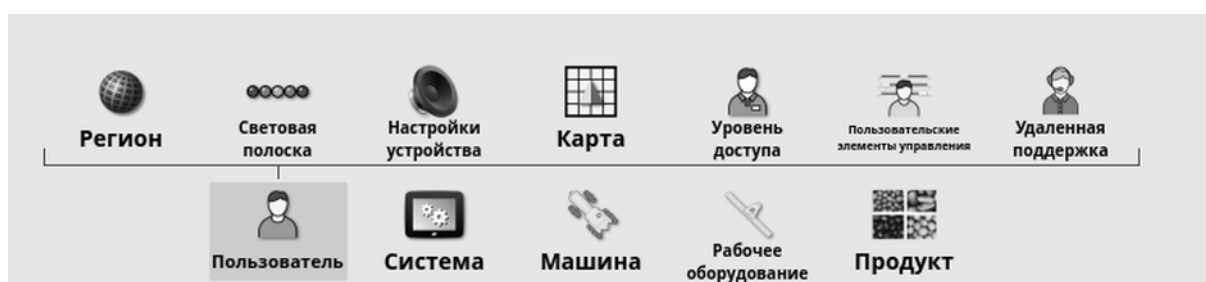 Регион
Световая
полоска
Настройки
устройства
Карта
Уровень
доступа
Пользовательские
элементы управления
Удаленная
поддержка
Пользователь
Система
Машина
Рабочее
оборудование
Продукт